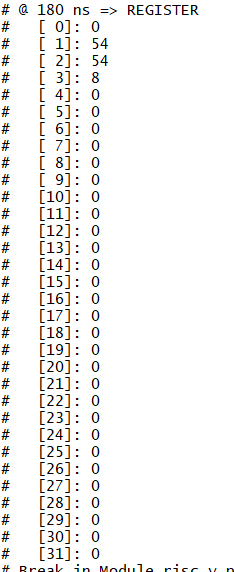 # @ 180 ns => REGISTER
# [ 0]: 0
# [ 1]: 54
# [ 2]: 54
# [ 3]: 8
# [ 4]: 0
# [ 5]: 0
# [ 6]: 0
# [ 7]: 0
# [ 8]: 0
# [ 9]: 0
# [10]: 0
# [11]: 0
# [12]: 0
# [13]: 0
# [14]: 0
# [15]: 0
# [16]: 0
# [17]: 0
# [18]: 0
# [19]: 0
# [20]: 0
# [21]: 0
# [22]: 0
# [23]: 0
# [24]: 0
# [25]: 0
# [26]: 0
# [27]: 0
# [28]: 0
# [29]: 0
# [30]: 0
# [31]: 0
# Break in Module risc